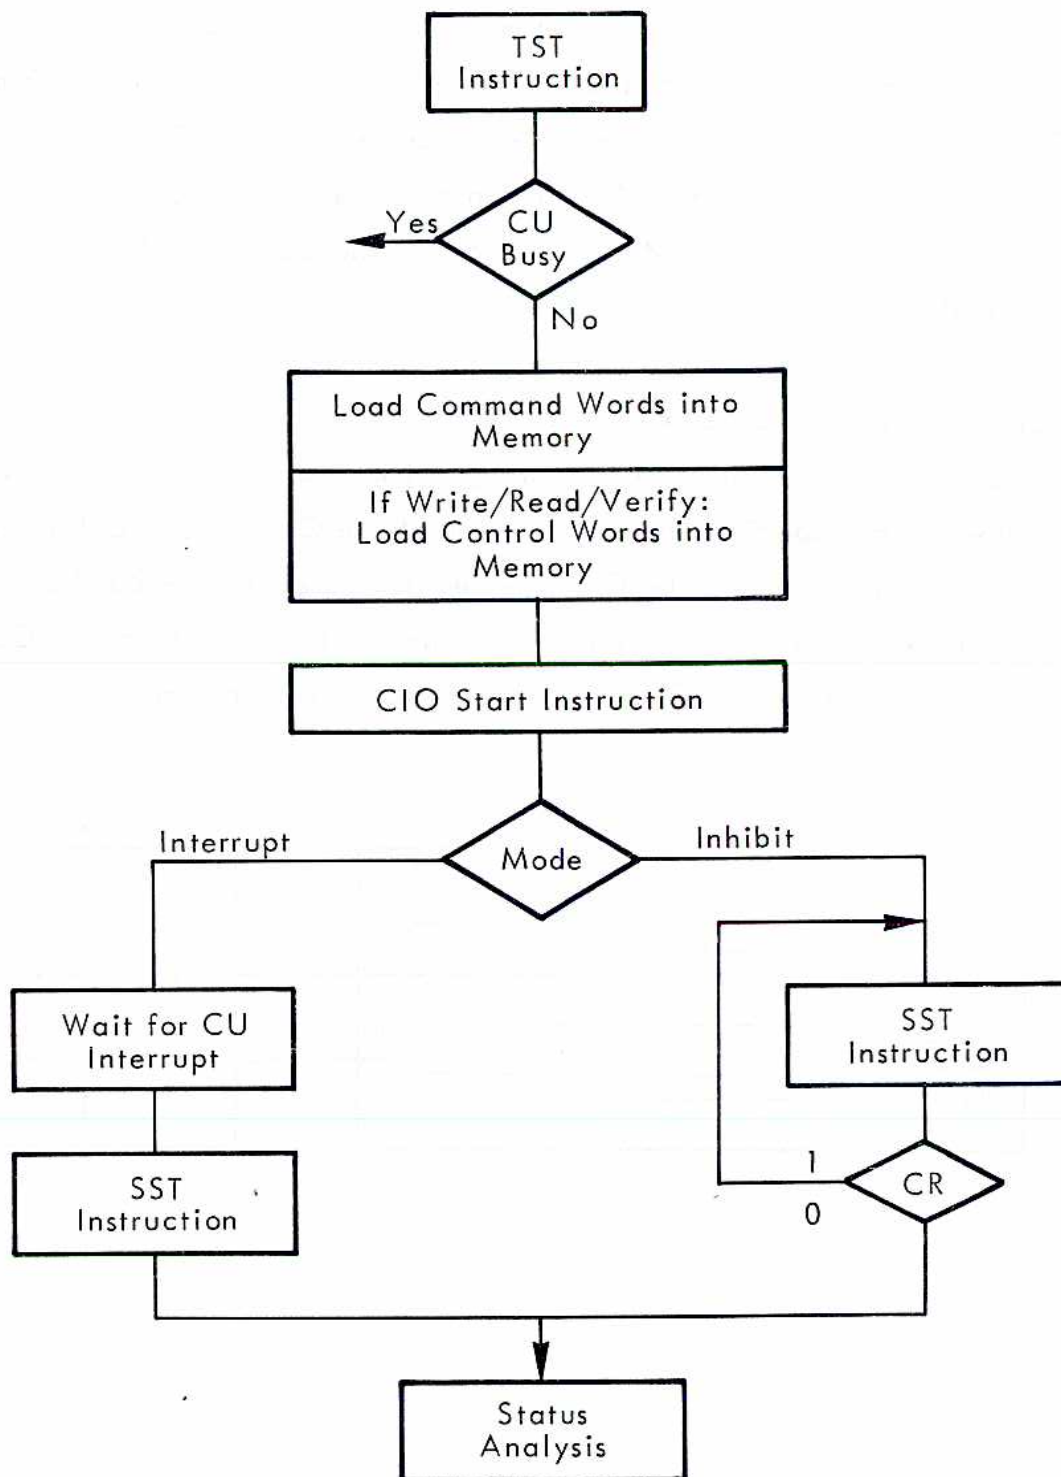 TST
Instruction
Yes
CU
Busy
No
Load Command Words into
Memory
If Write/Read/Verify:
Load Control Words into
Memory
CIO Start Instruction
Interrupt
Mode
Inhibit
Wait for CU
Interrupt
SST
Instruction
SST
Instruction
1
CR
0
Status
Analysis